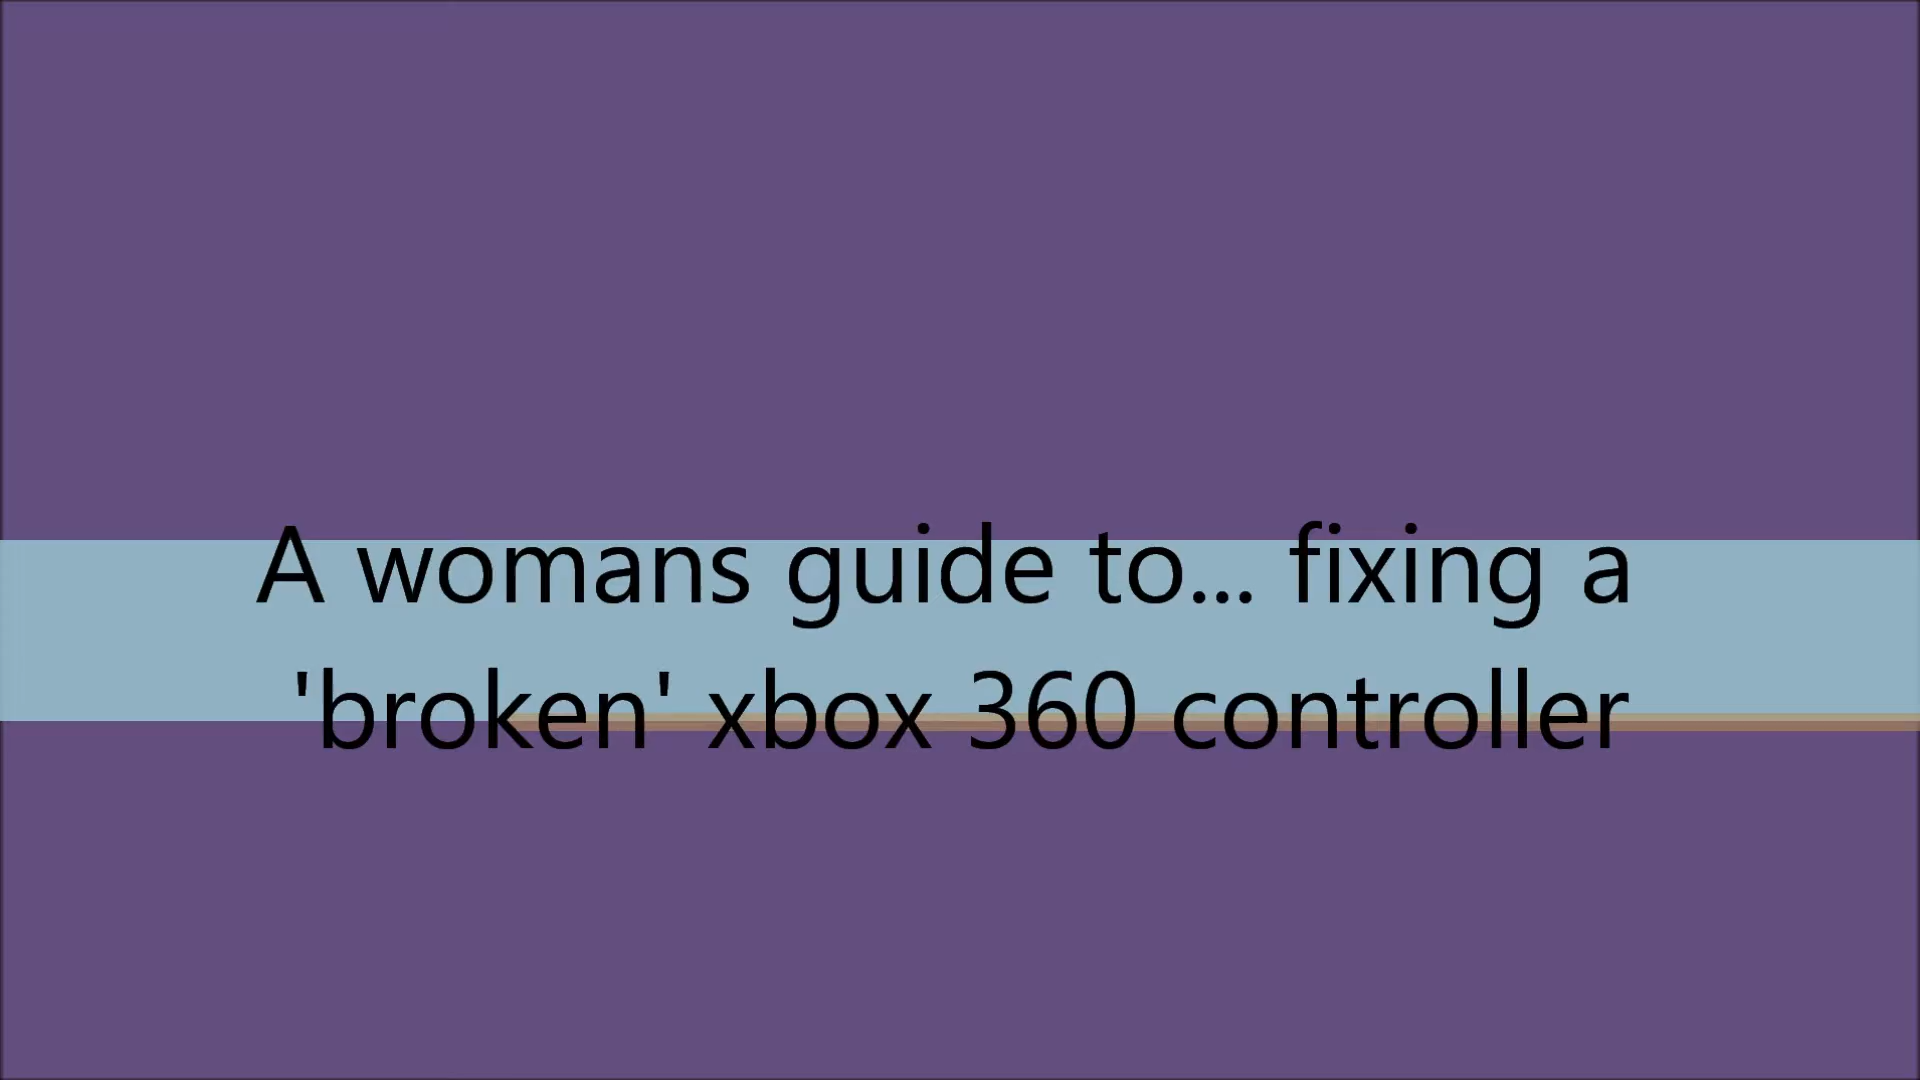 A womans guide to... fixing a
'broken' xbox 360 controller